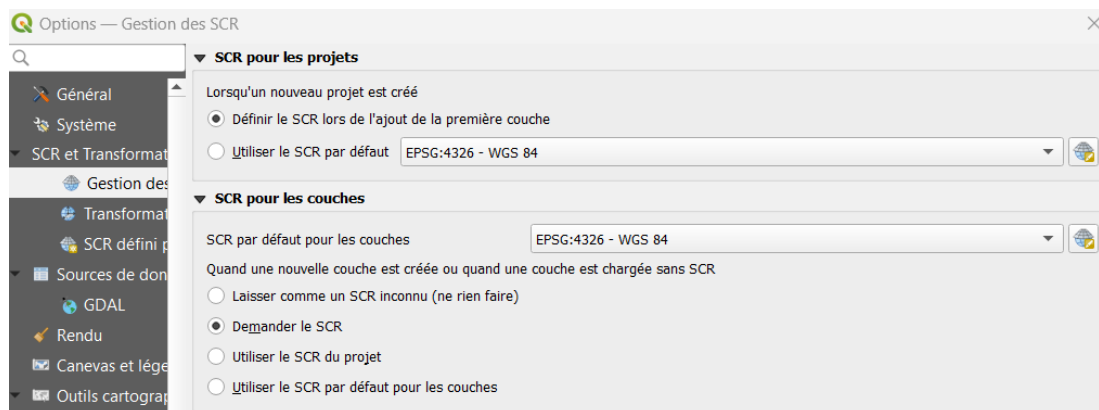 Options — Gestion des SCR
SCR pour les projets
Général
Lorsqu'un nouveau projet est créé
Système
Définir le SCR lors de l'ajout de la première couche
SCR et Transformat
Utiliser le SCR par défaut EPSG:4326 - WGS 84
Gestion des
SCR pour les couches
Transformat
SCR défini p
SCR par défaut pour les couches EPSG:4326 - WGS 84
Sources de don
Quand une nouvelle couche est créée ou quand une couche est chargée sans SCR
GDAL
Laisser comme un SCR inconnu (ne rien faire)
Rendu
Demander le SCR
Canevas et lége
Utiliser le SCR du projet
Outils cartograp
Utiliser le SCR par défaut pour les couches